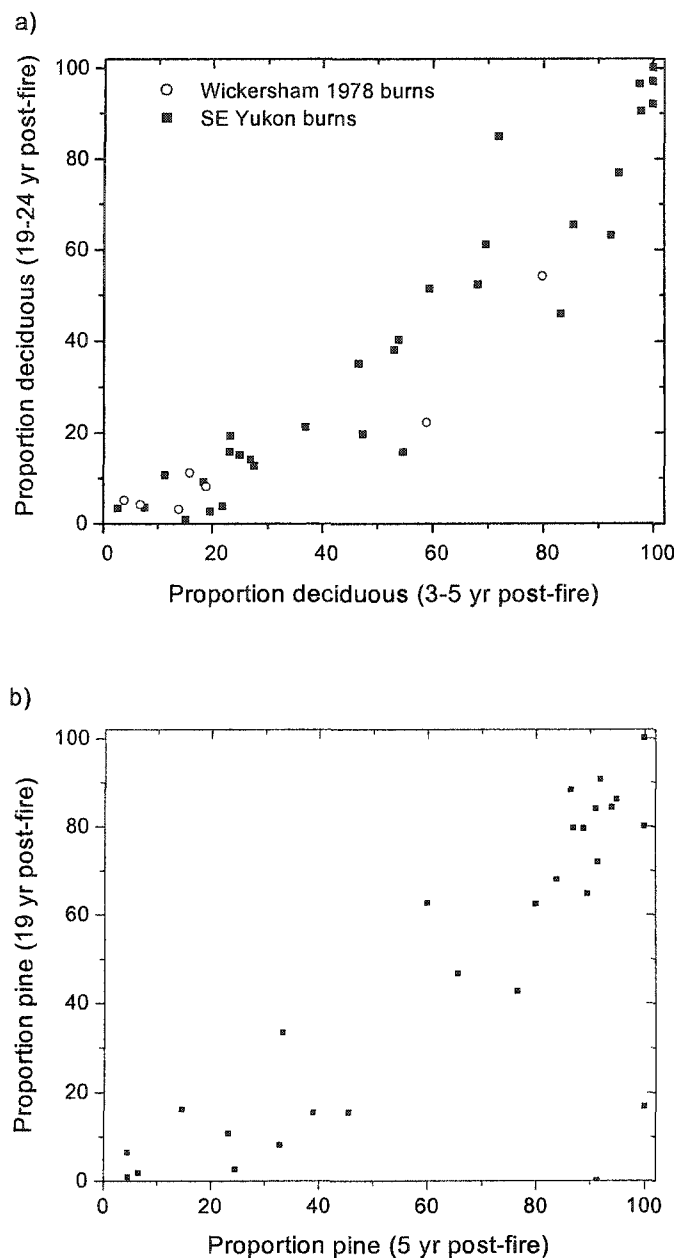 a)
Proportion deciduous (19-24 yr post-fire)
100
80
60
40
20
0
Wickersham 1978 burns
SE Yukon burns
0 20 40 60 80 100
Proportion deciduous (3-5 yr post-fire)
b)
Proportion pine (19 yr post-fire)
100
80
60
40
20
0
0 20 40 60 80 100
Proportion pine (5 yr post-fire)